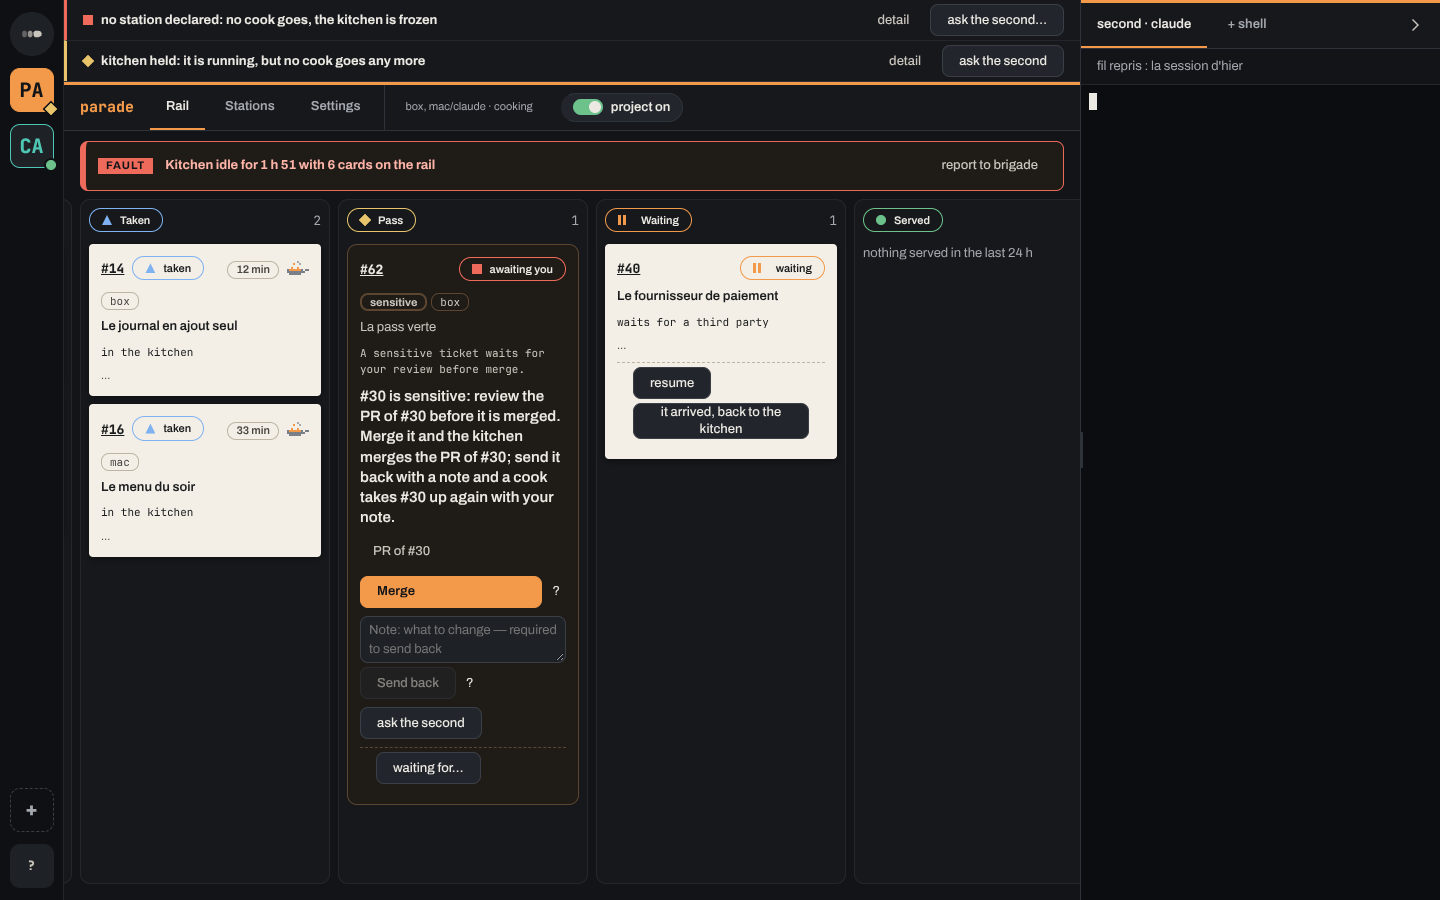 no station declared: no cook goes, the kitchen is frozen
detail
ask the second...
kitchen held: it is running, but no cook goes any more
detail
ask the second
second · claude
+ shell
fil repris : la session d'hier
PA
CA
+
?
parade
Rail
Stations
Settings
box, mac/claude · cooking
project on
FAULT
Kitchen idle for 1 h 51 with 6 cards on the rail
report to brigade
Taken
2
#14
taken
12 min
box
Le journal en ajout seul
in the kitchen
...
#16
taken
33 min
mac
Le menu du soir
in the kitchen
...
Pass
1
#62
awaiting you
sensitive
box
La pass verte
A sensitive ticket waits for
your review before merge.
#30 is sensitive: review the
PR of #30 before it is merged.
Merge it and the kitchen
merges the PR of #30; send it
back with a note and a cook
takes #30 up again with your
note.
PR of #30
Merge
?
Note: what to change — required
to send back
Send back
?
ask the second
waiting for...
Waiting
1
#40
waiting
Le fournisseur de paiement
waits for a third party
...
resume
it arrived, back to the
kitchen
Served
nothing served in the last 24 h